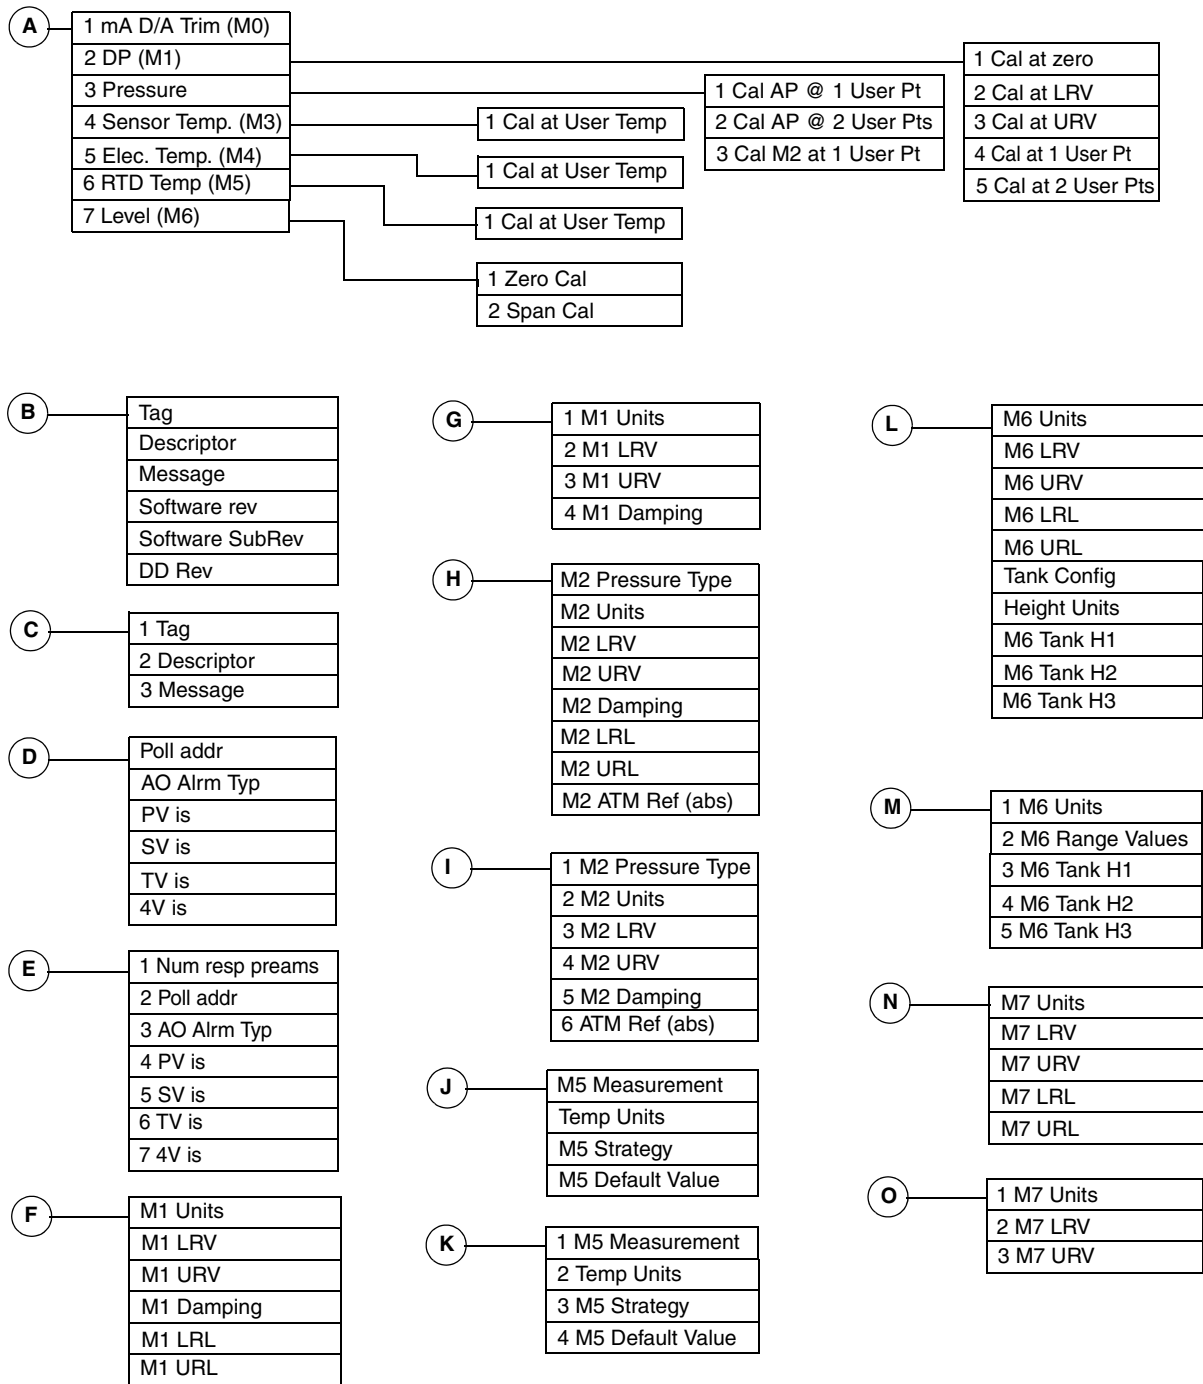 A
1 mA D/A Trim (M0)
2 DP (M1)
3 Pressure
4 Sensor Temp. (M3)
5 Elec. Temp. (M4)
6 RTD Temp (M5)
7 Level (M6)
1 Cal at User Temp
1 Cal at User Temp
1 Cal at User Temp
1 Zero Cal
2 Span Cal
1 Cal AP @ 1 User Pt
2 Cal AP @ 2 User Pts
3 Cal M2 at 1 User Pt
1 Cal at zero
2 Cal at LRV
3 Cal at URV
4 Cal at 1 User Pt
5 Cal at 2 User Pts
B
Tag
Descriptor
Message
Software rev
Software SubRev
DD Rev
C
1 Tag
2 Descriptor
3 Message
D
Poll addr
AO Alrm Typ
PV is
SV is
TV is
4V is
E
1 Num resp preams
2 Poll addr
3 AO Alrm Typ
4 PV is
5 SV is
6 TV is
7 4V is
F
M1 Units
M1 LRV
M1 URV
M1 Damping
M1 LRL
M1 URL
G
1 M1 Units
2 M1 LRV
3 M1 URV
4 M1 Damping
H
M2 Pressure Type
M2 Units
M2 LRV
M2 URV
M2 Damping
M2 LRL
M2 URL
M2 ATM Ref (abs)
I
1 M2 Pressure Type
2 M2 Units
3 M2 LRV
4 M2 URV
5 M2 Damping
6 ATM Ref (abs)
J
M5 Measurement
Temp Units
M5 Strategy
M5 Default Value
K
1 M5 Measurement
2 Temp Units
3 M5 Strategy
4 M5 Default Value
L
M6 Units
M6 LRV
M6 URV
M6 LRL
M6 URL
Tank Config
Height Units
M6 Tank H1
M6 Tank H2
M6 Tank H3
M
1 M6 Units
2 M6 Range Values
3 M6 Tank H1
4 M6 Tank H2
5 M6 Tank H3
N
M7 Units
M7 LRV
M7 URV
M7 LRL
M7 URL
O
1 M7 Units
2 M7 LRV
3 M7 URV